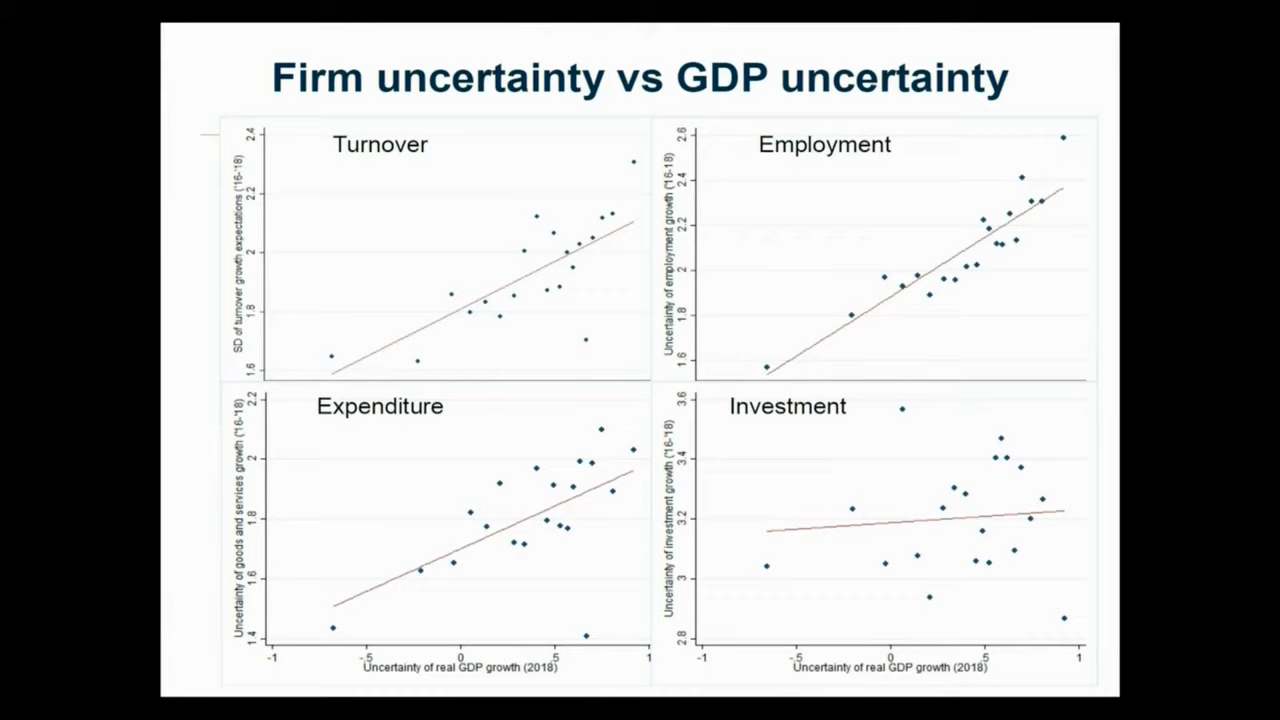 Firm uncertainty vs GDP uncertainty
Turnover
SD of turnover growth expectations ('16-'18)
2.4
2.2
2
1.8
1.6
Employment
Uncertainty of employment growth ('16-18)
2.6
2.4
2.2
2
1.8
1.6
Expenditure
Uncertainty of goods and services growth ('16-'18)
2.2
2
1.8
1.6
1.4
-1
-.5
0
.5
1
Uncertainty of real GDP growth (2018)
Investment
Uncertainty of investment growth ('16-'18)
3.6
3.4
3.2
3
2.8
-1
-.5
0
.5
1
Uncertainty of real GDP growth (2018)